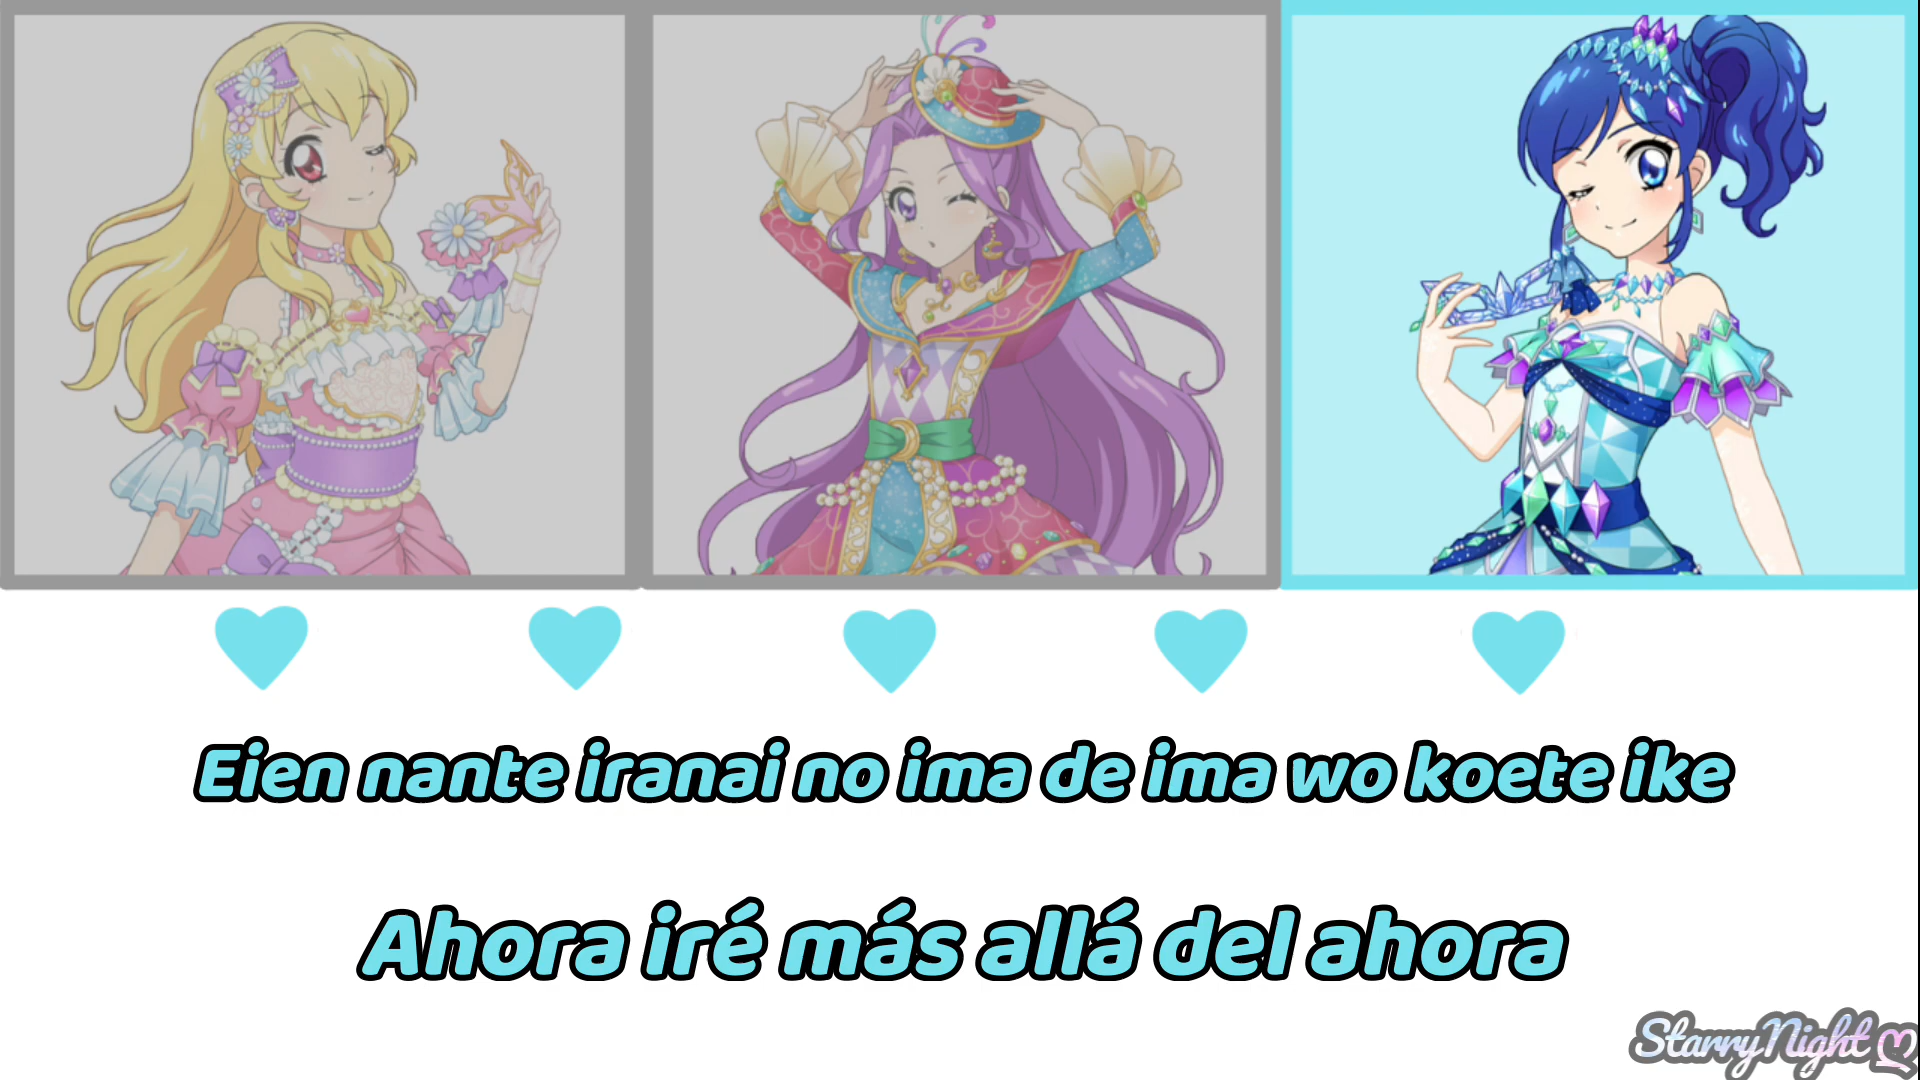 Eien nante iranai no ima de ima wo koete ike
Ahora iré más allá del ahora
StarryNight